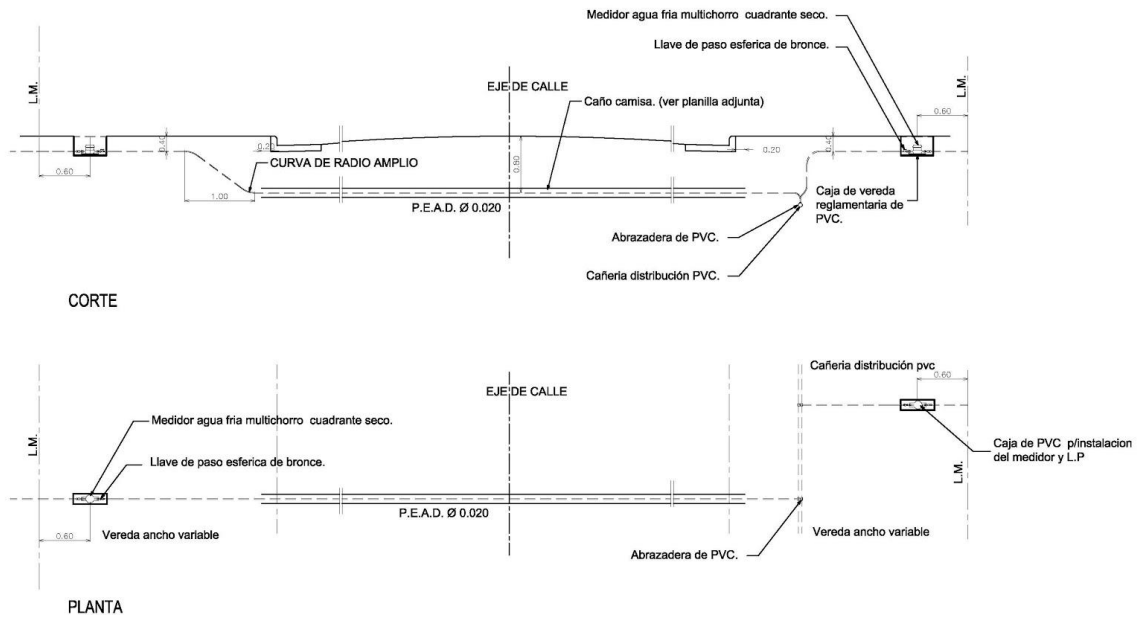 Medidor agua fria multichorro cuadrante seco.
Llave de paso esferica de bronce.
L.M.
EJE DE CALLE
L.M.
Caño camisa. (ver planilla adjunta)
0.60
0.40
0.20
0.80
0.20
0.40
0.60
CURVA DE RADIO AMPLIO
1.00
P.E.A.D. Ø 0.020
Caja de vereda
reglamentaria de
PVC.
Abrazadera de PVC.
Cañeria distribución PVC.
CORTE
Cañeria distribución pvc
0.60
EJE DE CALLE
Medidor agua fria multichorro cuadrante seco.
L.M.
Llave de paso esferica de bronce.
Caja de PVC p/instalacion
del medidor y L.P
L.M.
P.E.A.D. Ø 0.020
0.60
Vereda ancho variable
Vereda ancho variable
Abrazadera de PVC.
PLANTA